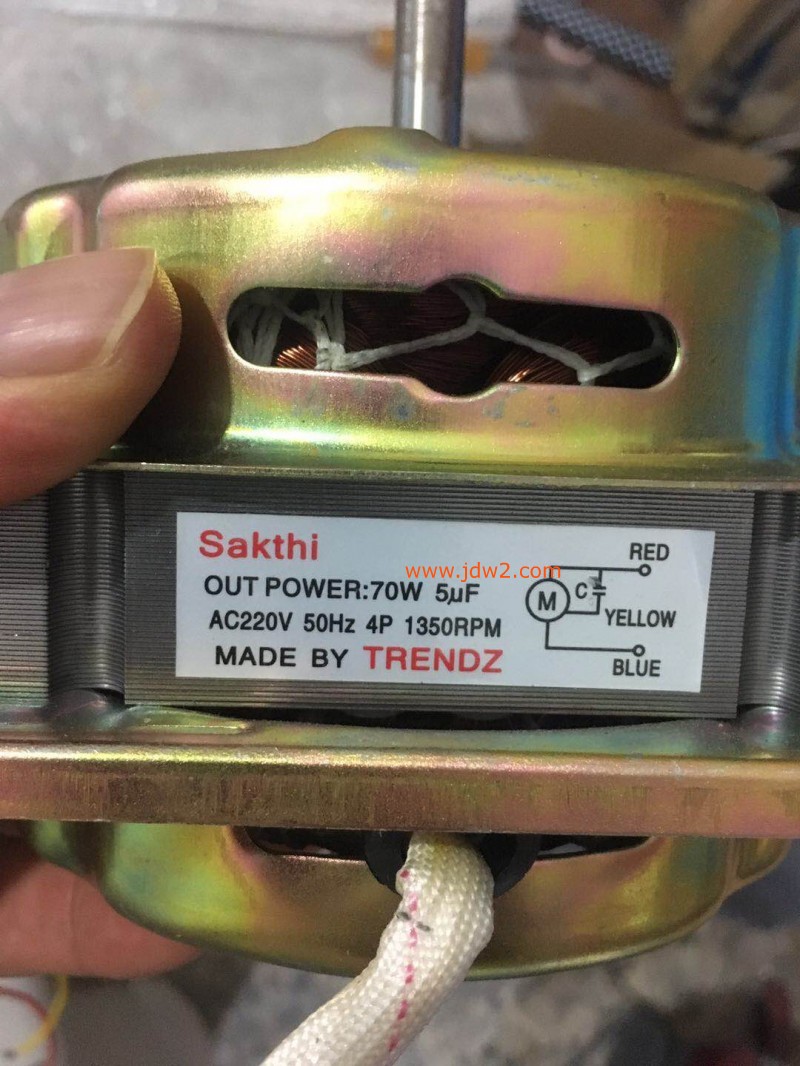 Sakthi
www.jdw2.com
OUT POWER:70W 5µF
AC220V 50Hz 4P 1350RPM
MADE BY TRENDZ
RED
M
C
YELLOW
BLUE